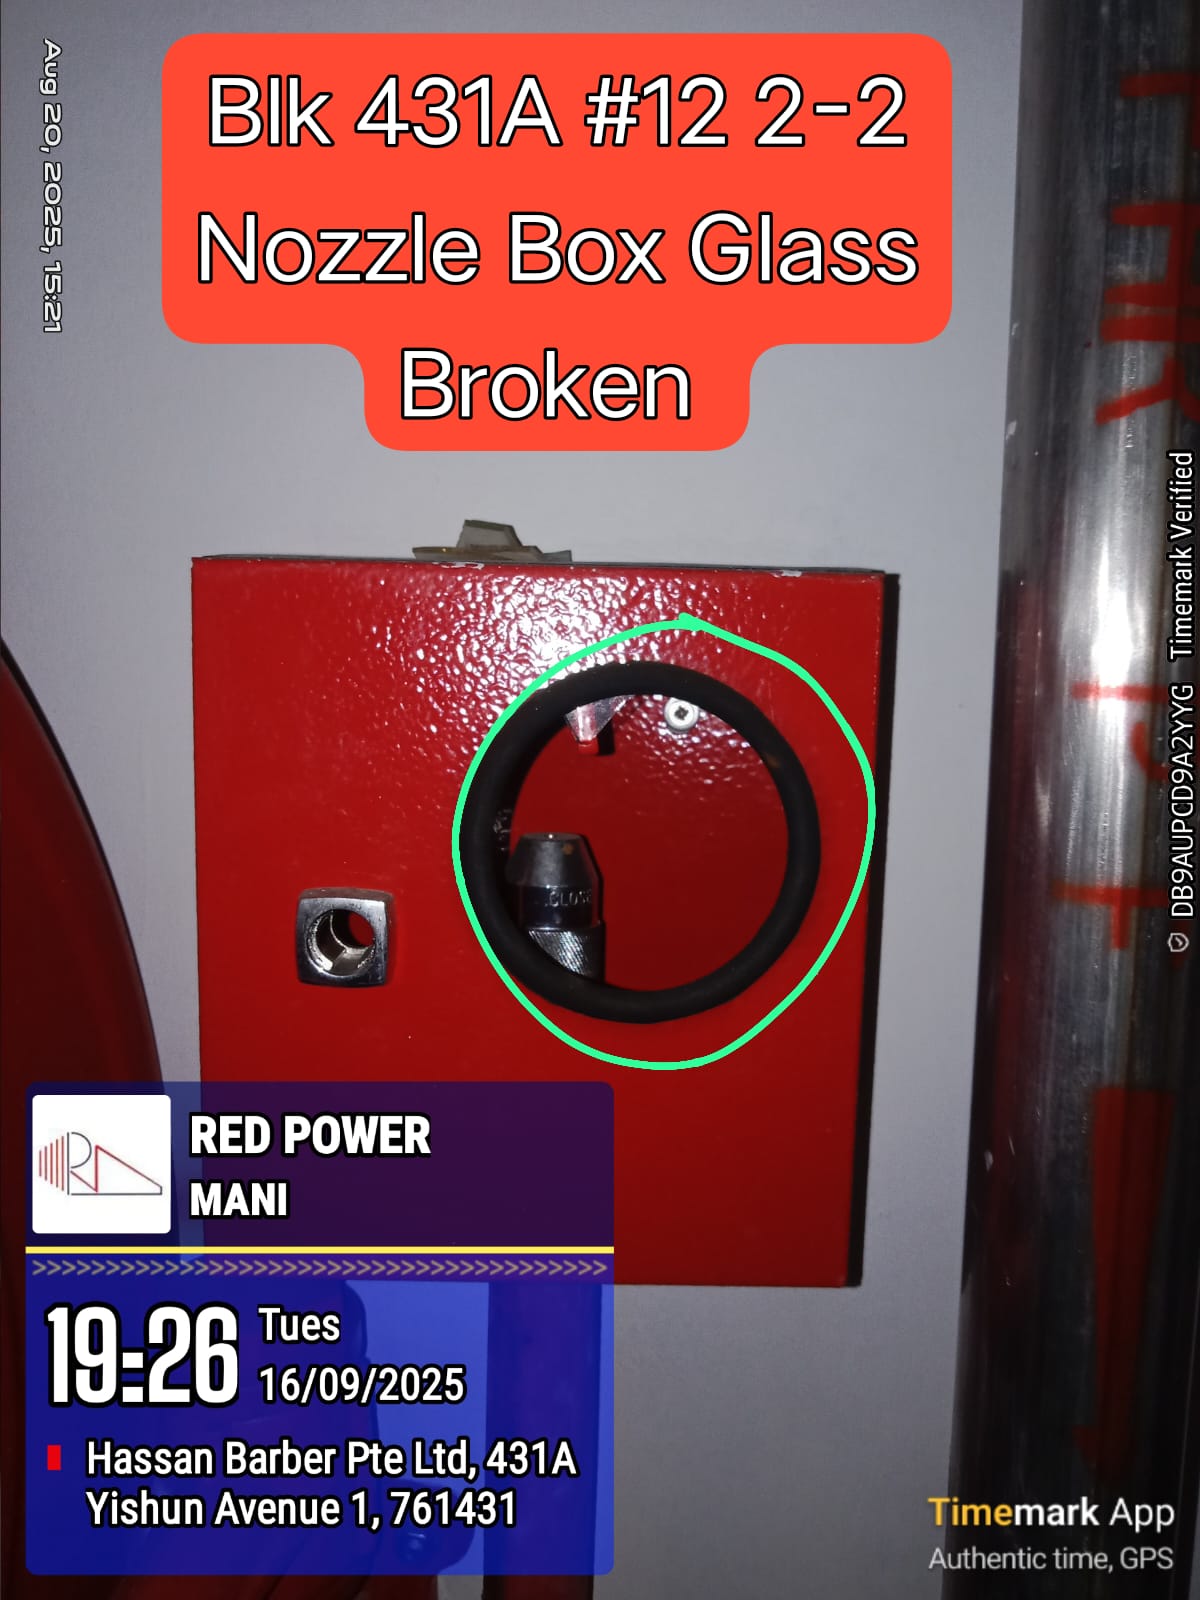 Aug 20, 2025, 15:21
Blk 431A #12 2-2
Nozzle Box Glass
Broken
CLOS
RED POWER
MANI
19:26
Tues
16/09/2025
Hassan Barber Pte Ltd, 431A
Yishun Avenue 1, 761431
DB9AUPCD9A2YYG Timemark Verified
Timemark App
Authentic time, GPS